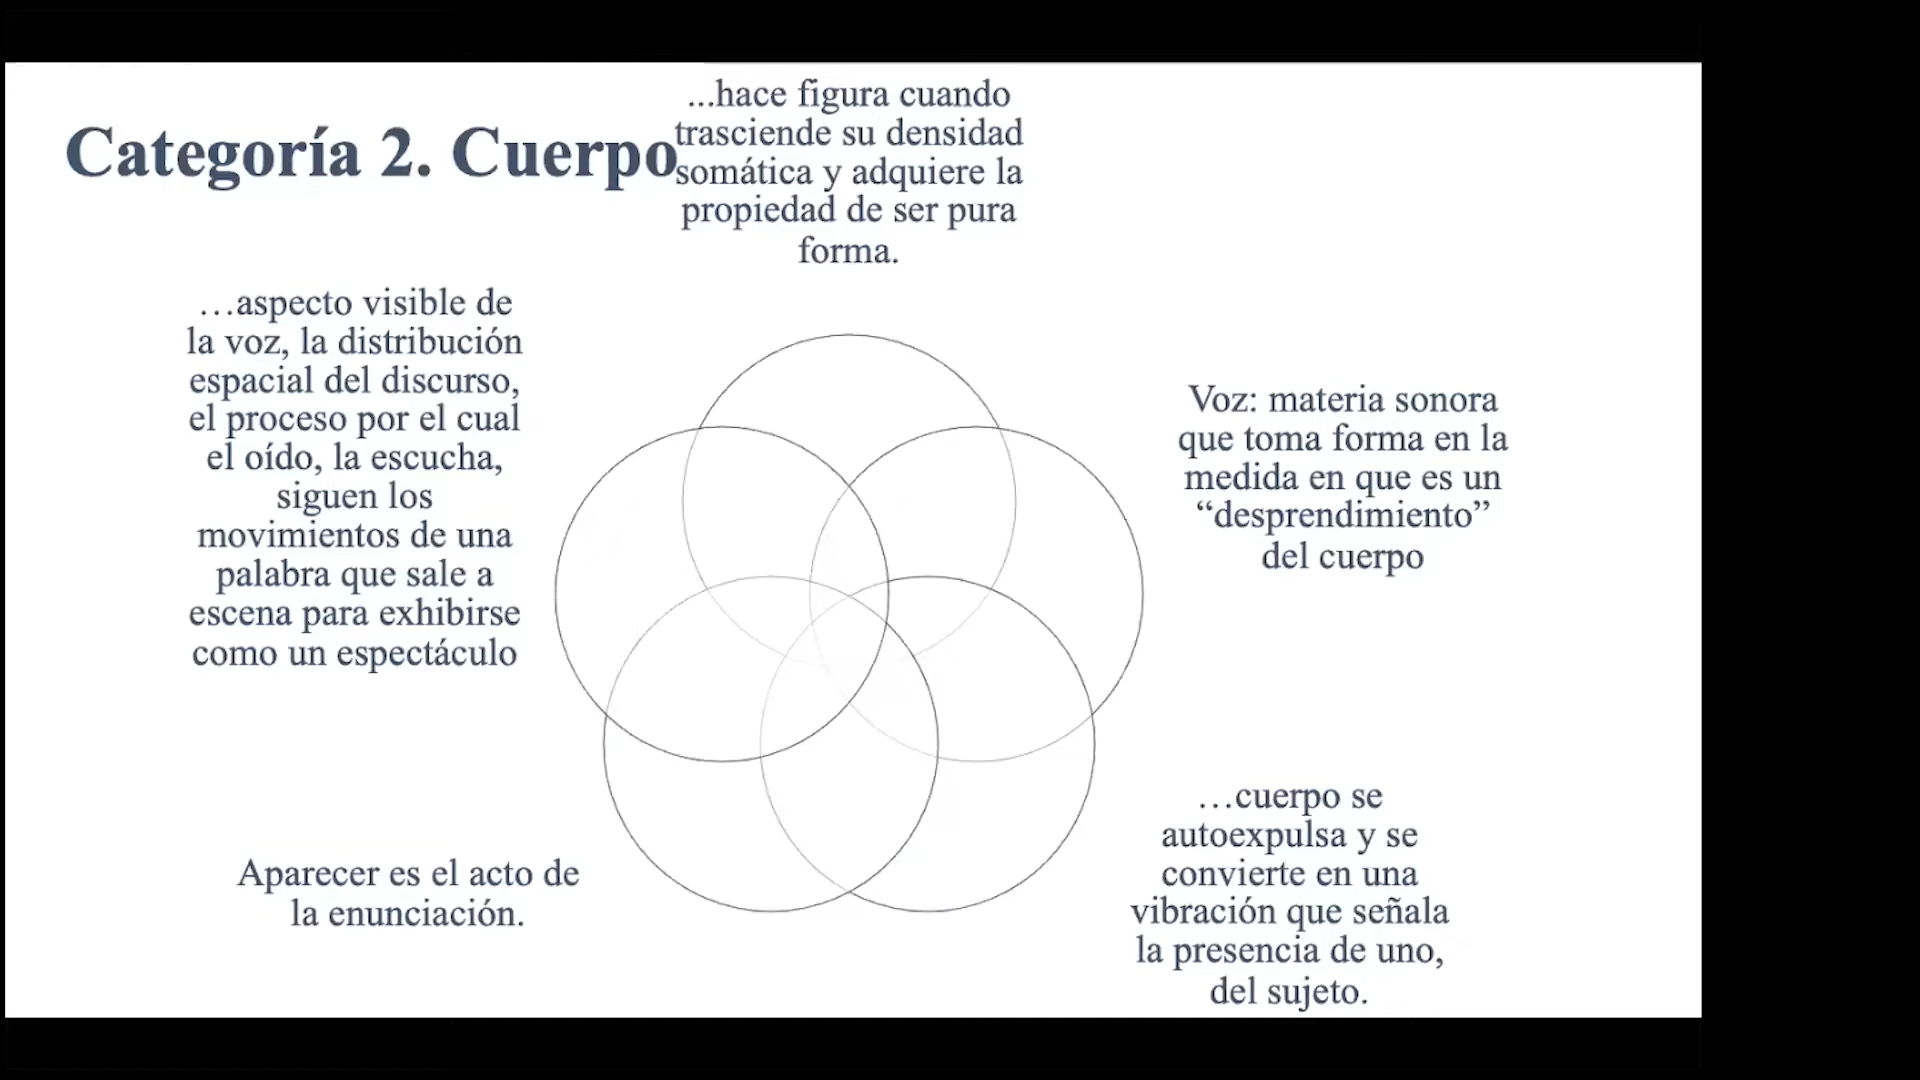 Categoría 2. Cuerpo
...hace figura cuando
trasciende su densidad
somática y adquiere la
propiedad de ser pura
forma.
…aspecto visible de
la voz, la distribución
espacial del discurso,
el proceso por el cual
el oído, la escucha,
siguen los
movimientos de una
palabra que sale a
escena para exhibirse
como un espectáculo
Voz: materia sonora
que toma forma en la
medida en que es un
“desprendimiento”
del cuerpo
Aparecer es el acto de
la enunciación.
…cuerpo se
autoexpulsa y se
convierte en una
vibración que señala
la presencia de uno,
del sujeto.